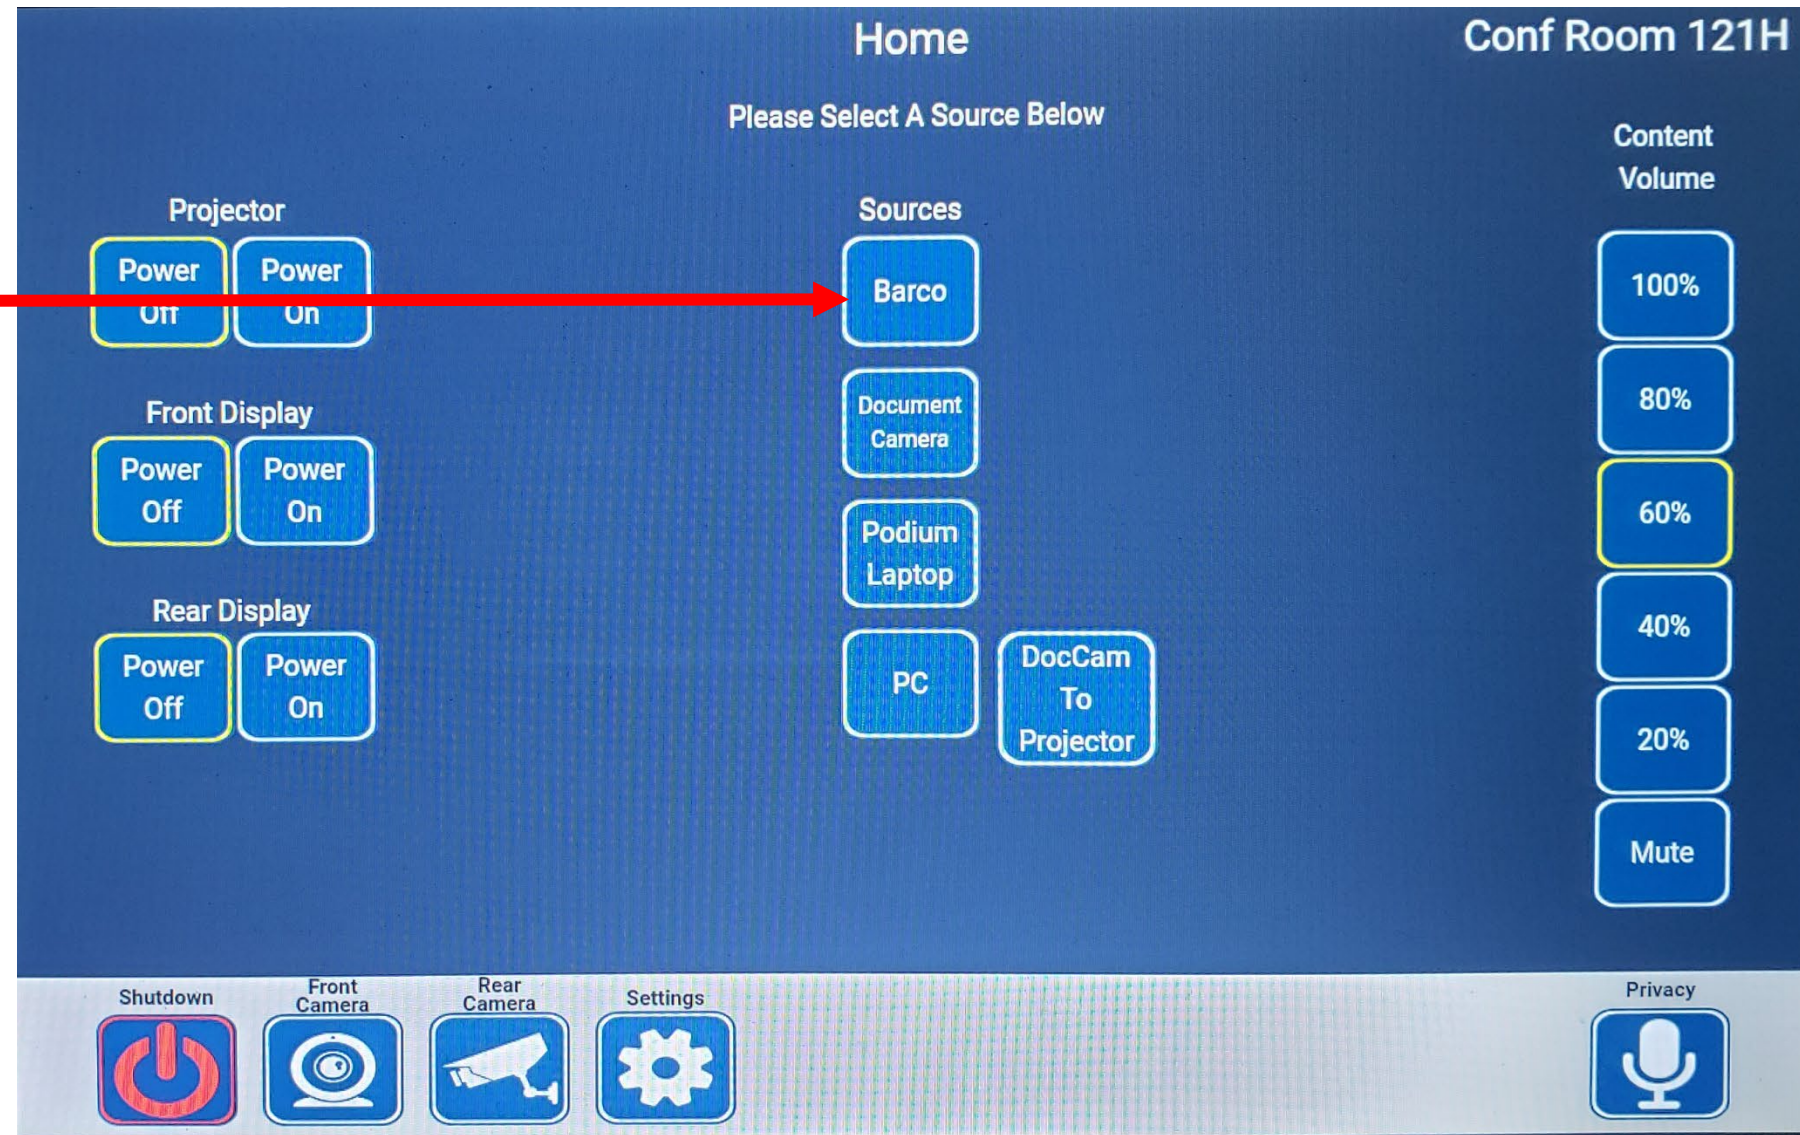 Home
Conf Room 121H
Please Select A Source Below
Projector
Power
Off
Power
On
Front Display
Power
Off
Power
On
Rear Display
Power
Off
Power
On
Sources
Barco
Document
Camera
Podium
Laptop
PC
DocCam
To
Projector
Content
Volume
100%
80%
60%
40%
20%
Mute
Shutdown
Front
Camera
Rear
Camera
Settings
Privacy